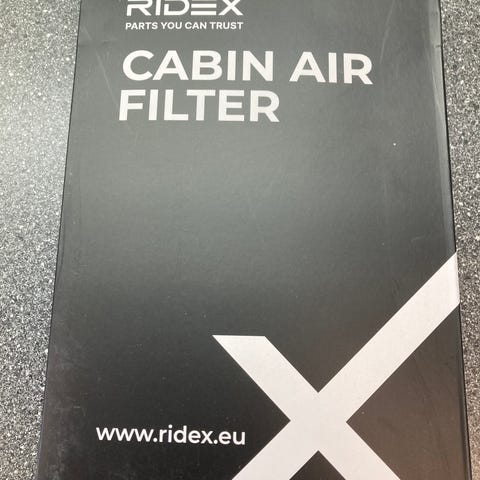 RIDEX
PARTS YOU CAN TRUST
CABIN AIR
FILTER
www.ridex.eu